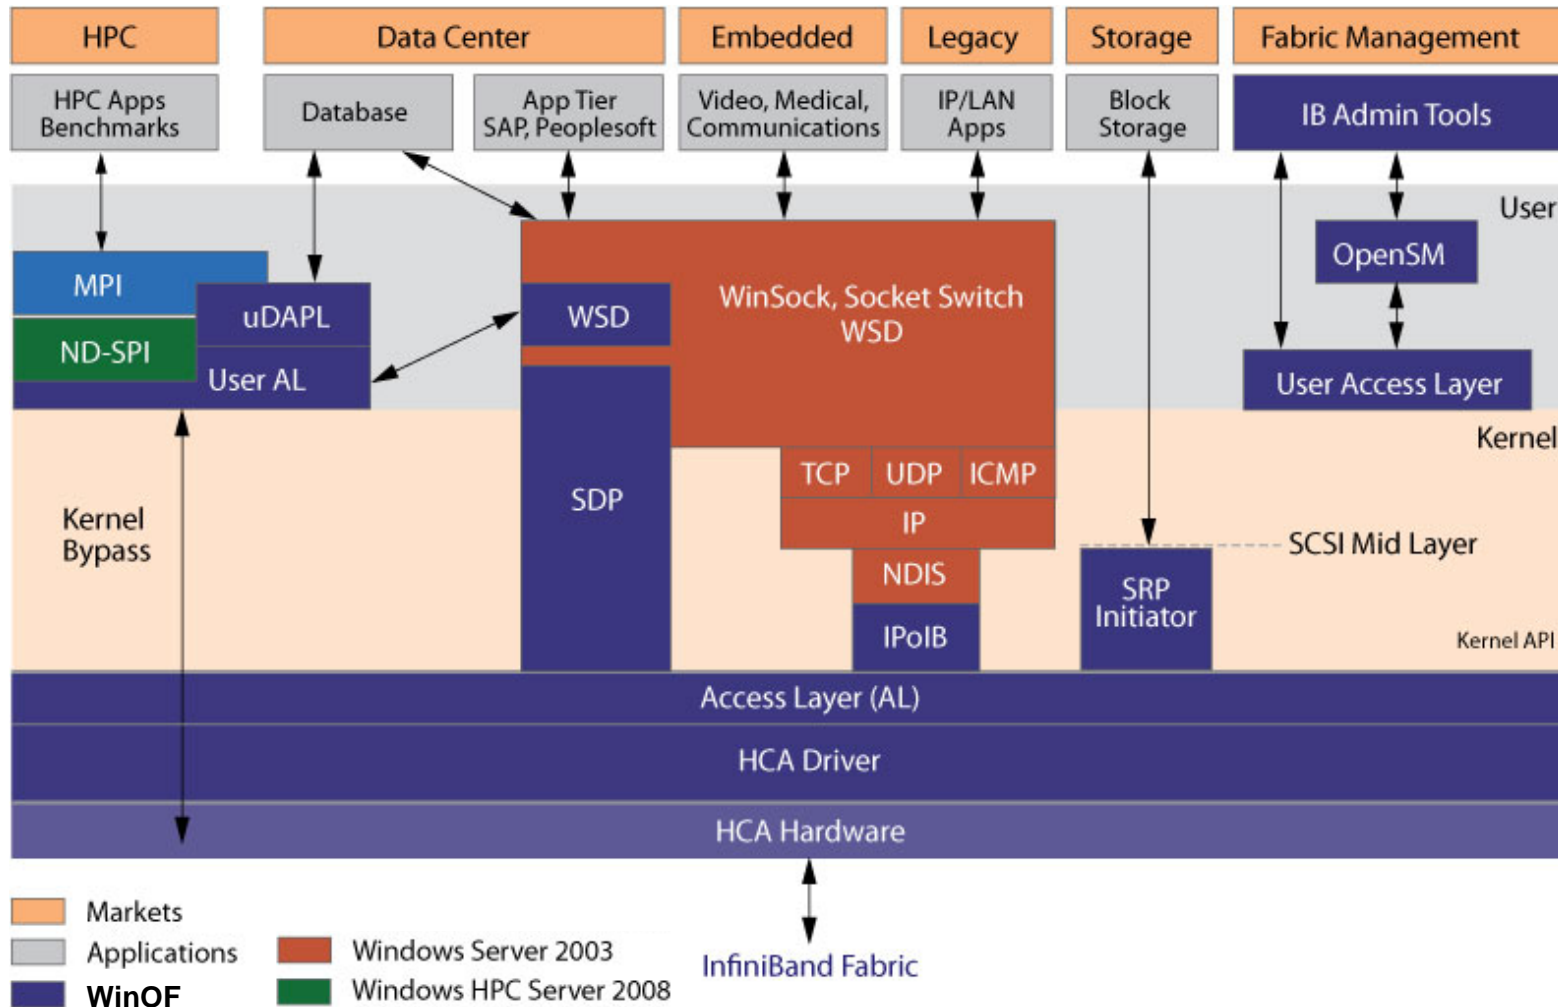 HPC
Data Center
Embedded
Legacy
Storage
Fabric Management
HPC Apps
Benchmarks
Database
App Tier
SAP, Peoplesoft
Video, Medical,
Communications
IP/LAN
Apps
Block
Storage
IB Admin Tools
User
OpenSM
MPI
uDAPL
WSD
WinSock, Socket Switch
WSD
ND-SPI
User AL
User Access Layer
Kernel
TCP
UDP
ICMP
SDP
IP
Kernel
Bypass
SCSI Mid Layer
NDIS
SRP
Initiator
IPoIB
Kernel API
Access Layer (AL)
HCA Driver
HCA Hardware
Markets
Applications
Windows Server 2003
InfiniBand Fabric
WinOF
Windows HPC Server 2008